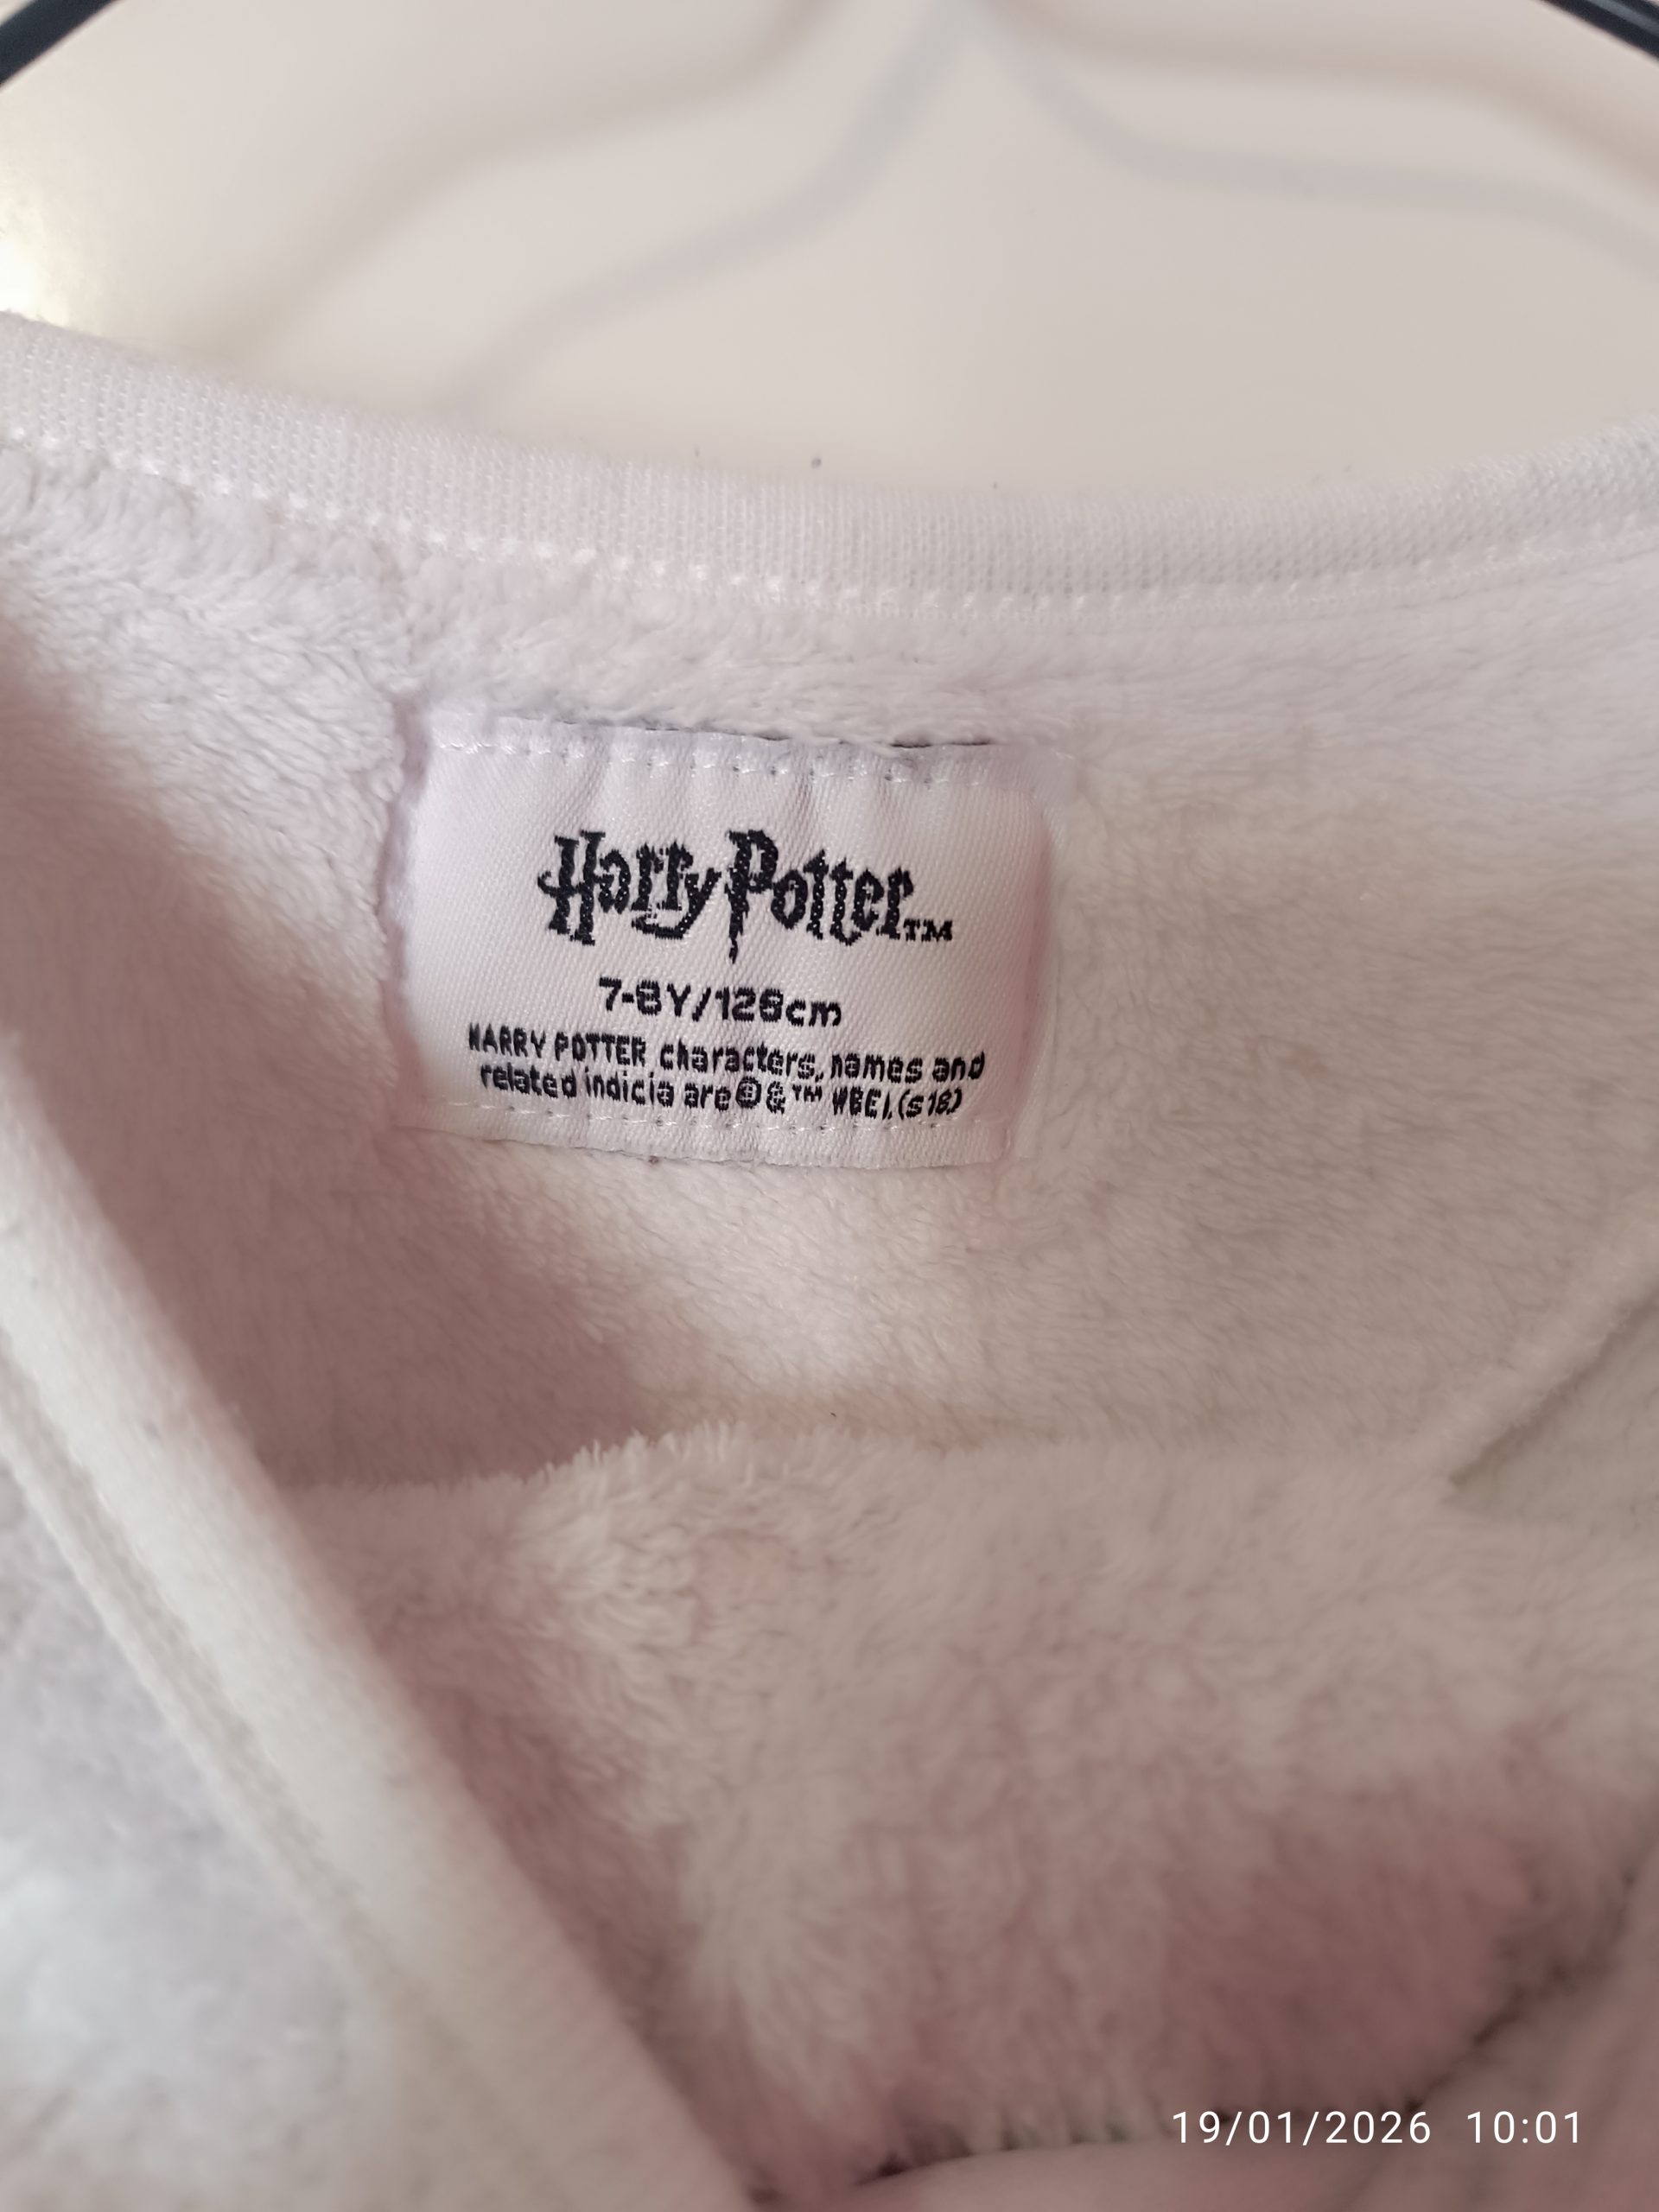 Harry Potter™
7-8Y/128cm
HARRY POTTER characters, names and
related indicia are © & ™ WBEI. (s18)
19/01/2026 10:01